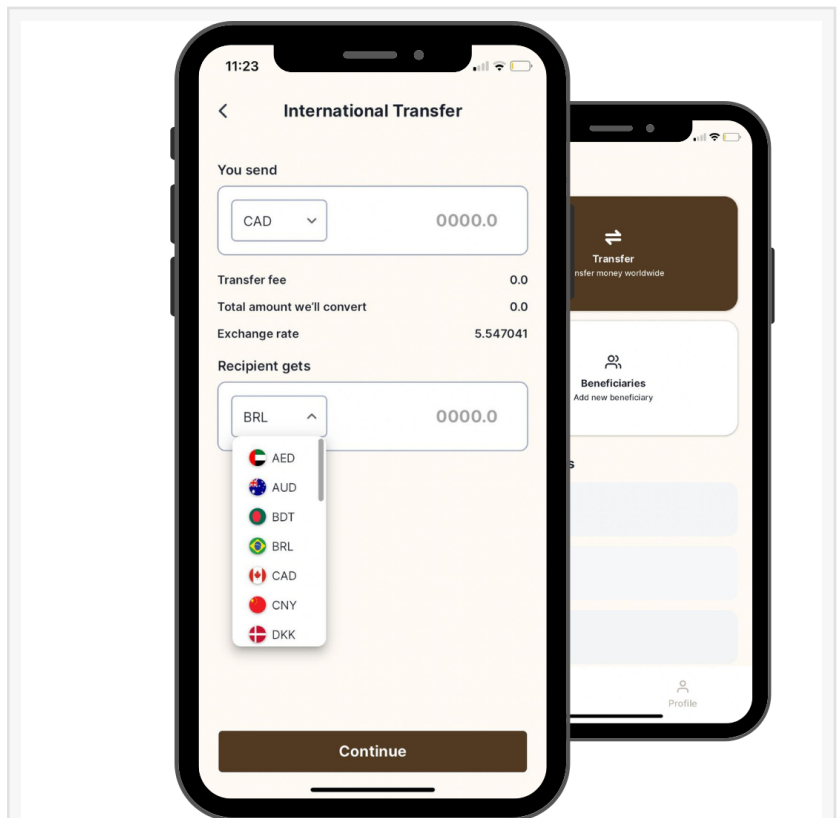 11:23
International Transfer
You send
CAD 0000.0
Transfer fee 0.0
Total amount we'll convert 0.0
Exchange rate 5.547041
Recipient gets
BRL 0000.0
AED
AUD
BDT
BRL
CAD
CNY
DKK
Continue
Transfer
money worldwide
Beneficiaries
Add new beneficiary
Profile